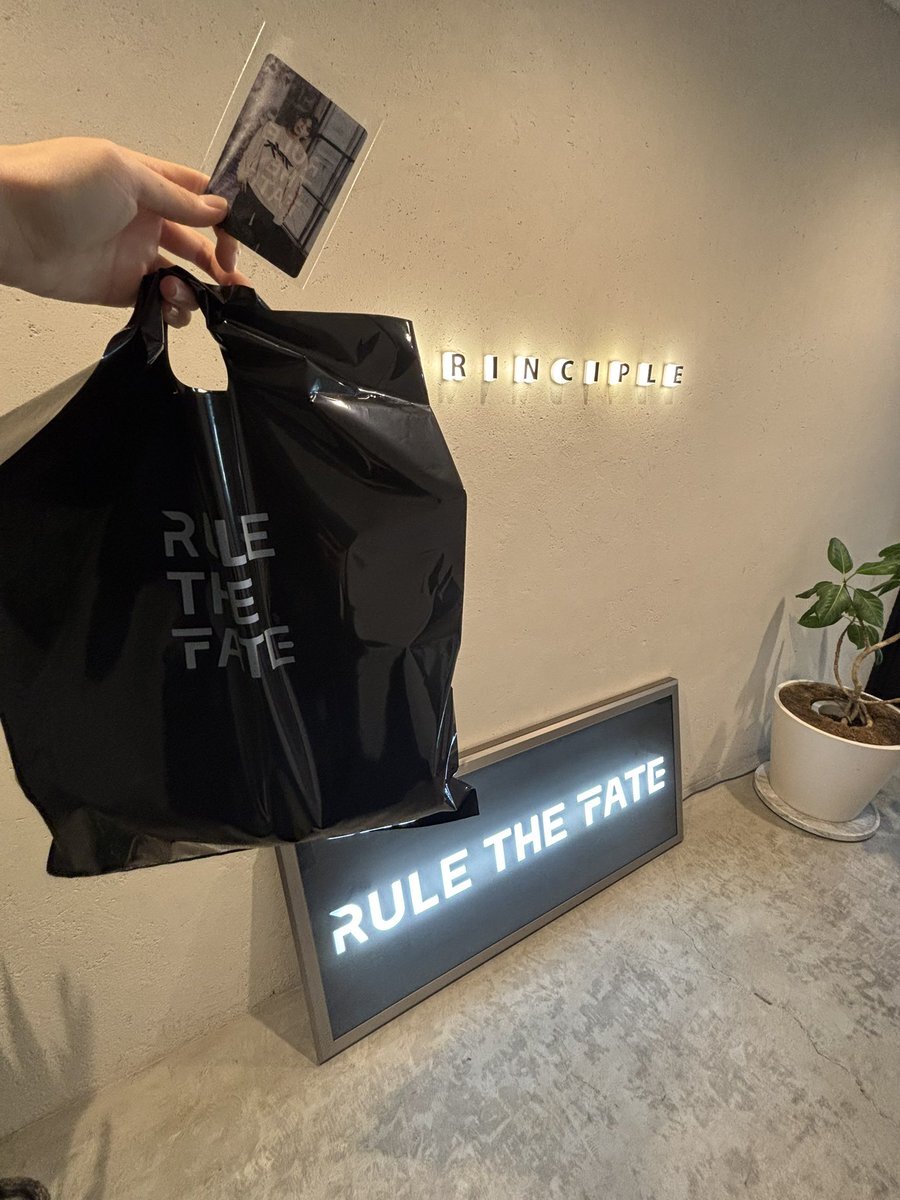 RINCIPLE
RULE
THE
FATE
RULE THE FATE